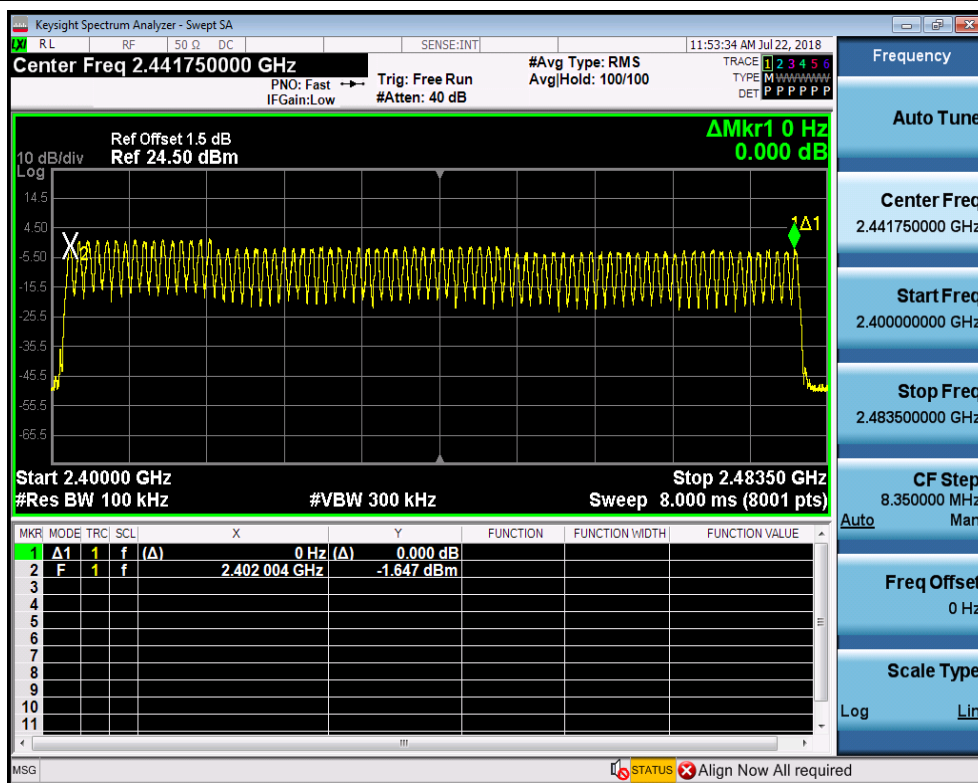 Keysight Spectrum Analyzer - Swept SA
LXI RL RF 50 Ω DC SENSE:INT 11:53:34 AM Jul 22, 2018
Center Freq 2.441750000 GHz
PNO: Fast
IFGain:Low
Trig: Free Run
#Atten: 40 dB
#Avg Type: RMS
Avg|Hold: 100/100
TRACE 1 2 3 4 5 6
TYPE M WWWWW
DET P P P P P P
ΔMkr1 0 Hz
0.000 dB
Ref Offset 1.5 dB
10 dB/div Ref 24.50 dBm
Log
14.5
4.50
-5.50
-15.5
-25.5
-35.5
-45.5
-55.5
-65.5
X2
1Δ1
Start 2.40000 GHz Stop 2.48350 GHz
#Res BW 100 kHz #VBW 300 kHz Sweep 8.000 ms (8001 pts)
MKR MODE TRC SCL X Y FUNCTION FUNCTION WIDTH FUNCTION VALUE
1 Δ1 1 f (Δ) 0 Hz (Δ) 0.000 dB
2 F 1 f 2.402 004 GHz -1.647 dBm
3
4
5
6
7
8
9
10
11
MSG STATUS Align Now All required
Frequency
Auto Tune
Center Freq
2.441750000 GHz
Start Freq
2.400000000 GHz
Stop Freq
2.483500000 GHz
CF Step
8.350000 MHz
Auto Man
Freq Offset
0 Hz
Scale Type
Log Lin